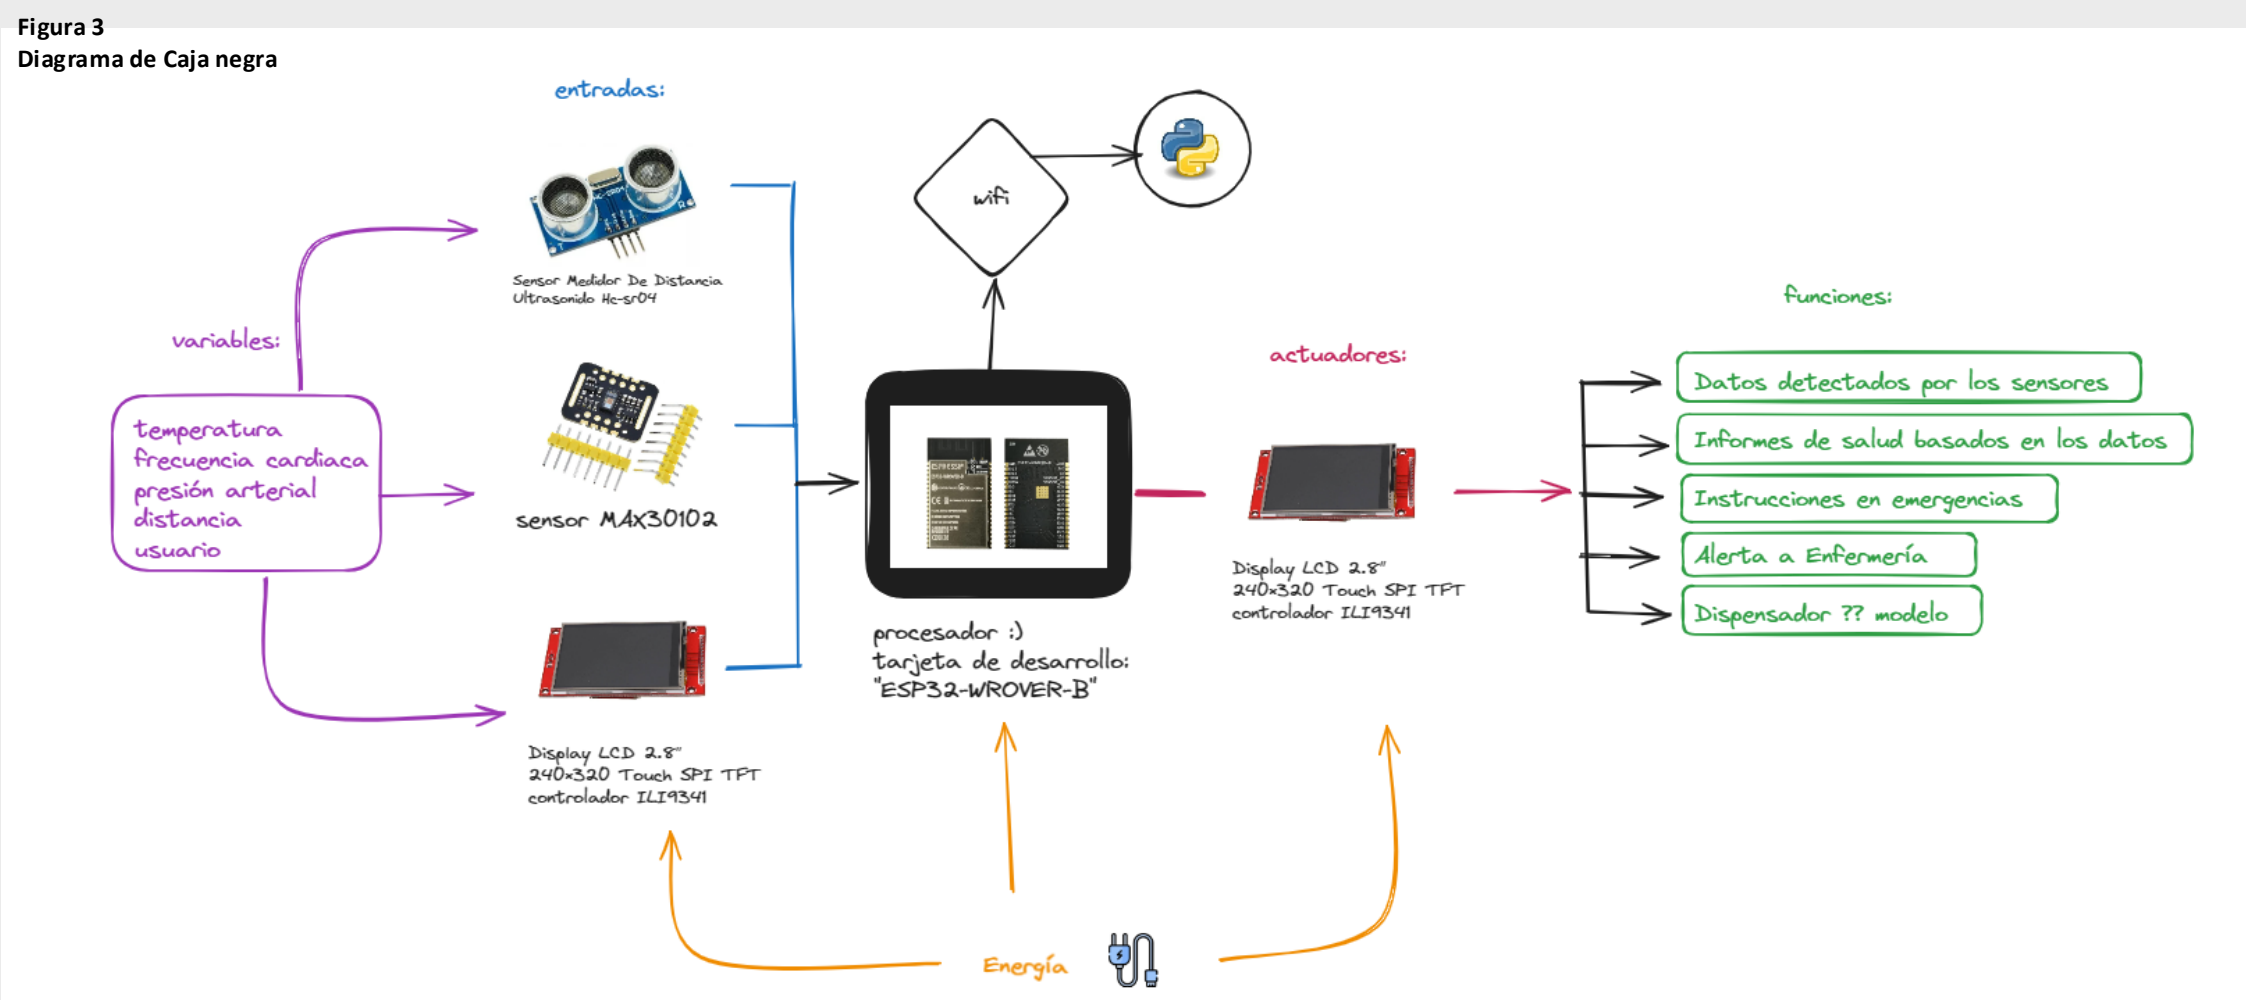 Figura 3
Diagrama de Caja negra
entradas:
wifi
HC-SR04
T
R
Sensor Medidor De Distancia
Ultrasonido Hc-sr04
variables:
temperatura
frecuencia cardiaca
presión arterial
distancia
usuario
sensor MAX30102
Display LCD 2.8"
240x320 Touch SPI TFT
controlador ILI9341
procesador :)
tarjeta de desarrollo:
"ESP32-WROVER-B"
actuadores:
Display LCD 2.8"
240x320 Touch SPI TFT
controlador ILI9341
funciones:
Datos detectados por los sensores
Informes de salud basados en los datos
Instrucciones en emergencias
Alerta a Enfermería
Dispensador ?? modelo
Energía